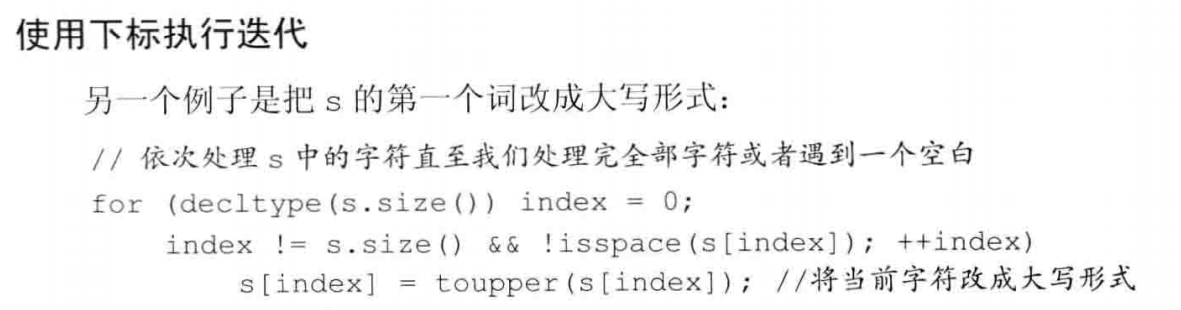 使用下标执行迭代
另一个例子是把 s 的第一个词改成大写形式：
// 依次处理 s 中的字符直至我们处理完全部字符或者遇到一个空白
for (decltype(s.size()) index = 0;
index != s.size() && !isspace(s[index]); ++index)
s[index] = toupper(s[index]); //将当前字符改成大写形式